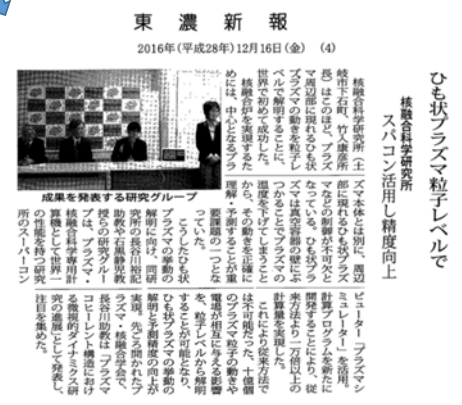 東濃新報
2016年(平成28年)12月16日(金) (4)
ひも状プラズマ粒子レベルで
核融合科学研究所
スパコン活用し精度向上
核融合科学研究所（土
岐市下石町、竹入康彦所
長）はこのほど、プラズ
マ周辺部に現れるひも状
プラズマの動きを粒子レ
ベルで解明することに、
世界で初めて成功した。
核融合炉を実現するた
めには、中心となるプラ
成果を発表する研究グループ
ズマ本体とは別に、周辺
部に現れるひも状プラズ
マなどの制御が不可欠と
なっている。ひも状プラ
ズマは真空容器の壁にぶ
つかることでプラズマの
温度を下げてしまうこと
から、その動きを正確に
理解・予測することが重
要課題の一つとな
っていた。
こうしたひも状
プラズマの挙動の
解明に向け、同研
究所の長谷川裕記
助教や石黒静児教
授らの研究グルー
プは、プラズマ・
核融合科学専用計
算機として世界一
の性能を持つ研究
所のスーパーコン
ピューター「プラズマシ
ミュレーター」を活用。
計算プログラムを新たに
開発することにより、従
来方法より一万倍以上の
計算量を実現した。
これにより従来方法で
は不可能だった、十億個
のプラズマ粒子の動きや
電場が相互に与える影響
を、粒子レベルから解明
することが可能となり、
ひも状プラズマの挙動の
解明と予測精度の向上が
実現。先ごろ開かれたプ
ラズマ・核融合学会で、
長谷川助教は「プラズマ
コヒーレント構造におけ
る微視的ダイナミクス研
究の進展」として発表し、
注目を集めた。